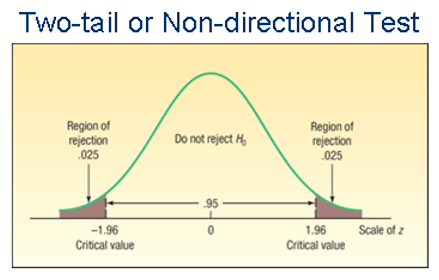 Two-tail or Non-directional Test
Region of
rejection
.025
Do not reject H₀
Region of
rejection
.025
.95
−1.96
0
1.96
Scale of z
Critical value
Critical value